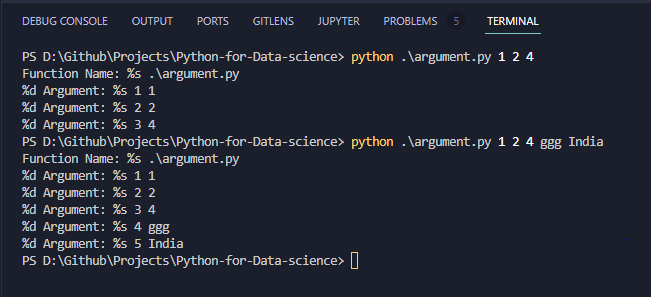 DEBUG CONSOLE OUTPUT PORTS GITLENS JUPYTER PROBLEMS 5 TERMINAL
PS D:\Github\Projects\Python-for-Data-science> python .\argument.py 1 2 4
Function Name: %s .\argument.py
%d Argument: %s 1 1
%d Argument: %s 2 2
%d Argument: %s 3 4
PS D:\Github\Projects\Python-for-Data-science> python .\argument.py 1 2 4 ggg India
Function Name: %s .\argument.py
%d Argument: %s 1 1
%d Argument: %s 2 2
%d Argument: %s 3 4
%d Argument: %s 4 ggg
%d Argument: %s 5 India
PS D:\Github\Projects\Python-for-Data-science>